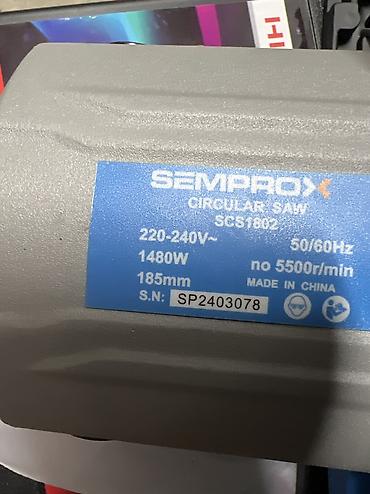 SEMPROX
CIRCULAR SAW
SCS1802
220-240V~ 50/60Hz
1480W no 5500r/min
185mm MADE IN CHINA
S.N: SP2403078